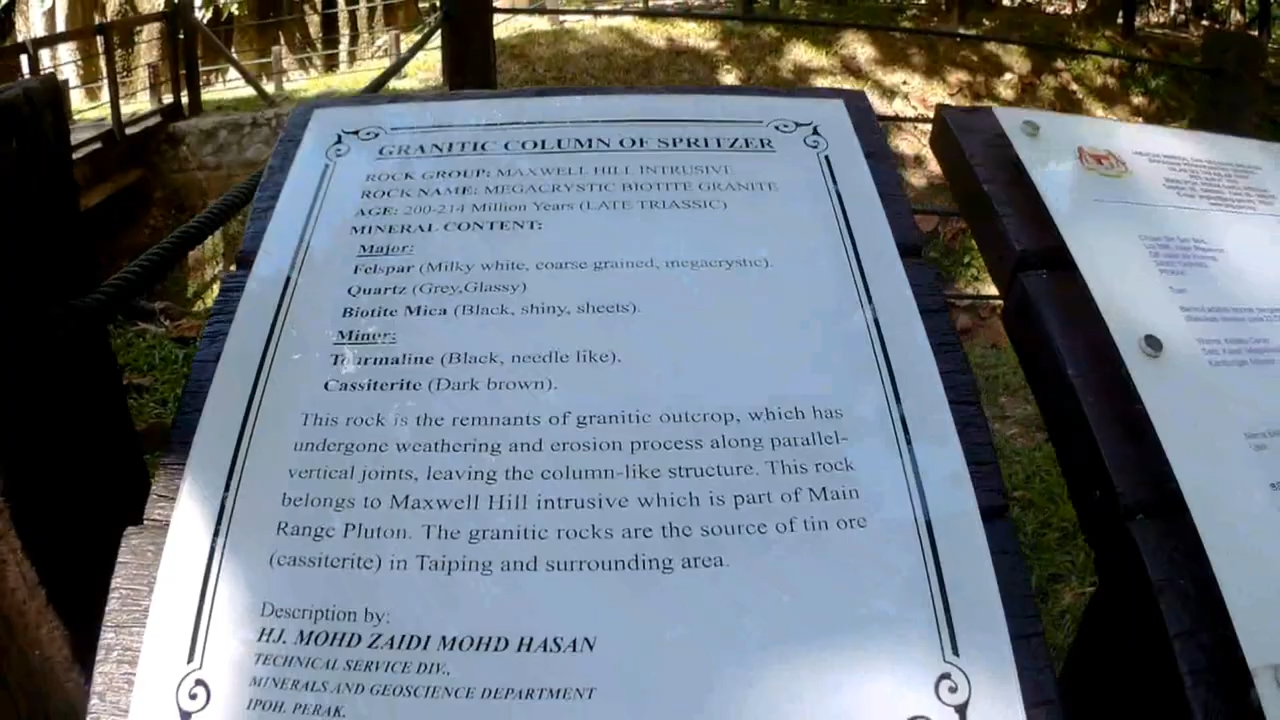 GRANITIC COLUMN OF SPRITZER
ROCK GROUP: MAXWELL HILL INTRUSIVE
ROCK NAME: MEGACRYSTIC BIOTITE GRANITE
AGE: 200-214 Million Years (LATE TRIASSIC)
MINERAL CONTENT:
Major:
Felspar (Milky white, coarse grained, megacrystic).
Quartz (Grey,Glassy)
Biotite Mica (Black, shiny, sheets).
Minor:
Tourmaline (Black, needle like).
Cassiterite (Dark brown).
This rock is the remnants of granitic outcrop, which has
undergone weathering and erosion process along parallel-
vertical joints, leaving the column-like structure. This rock
belongs to Maxwell Hill intrusive which is part of Main
Range Pluton. The granitic rocks are the source of tin ore
(cassiterite) in Taiping and surrounding area.
Description by:
HJ. MOHD ZAIDI MOHD HASAN
TECHNICAL SERVICE DIV.,
MINERALS AND GEOSCIENCE DEPARTMENT
IPOH, PERAK.
PERAK
Tuan